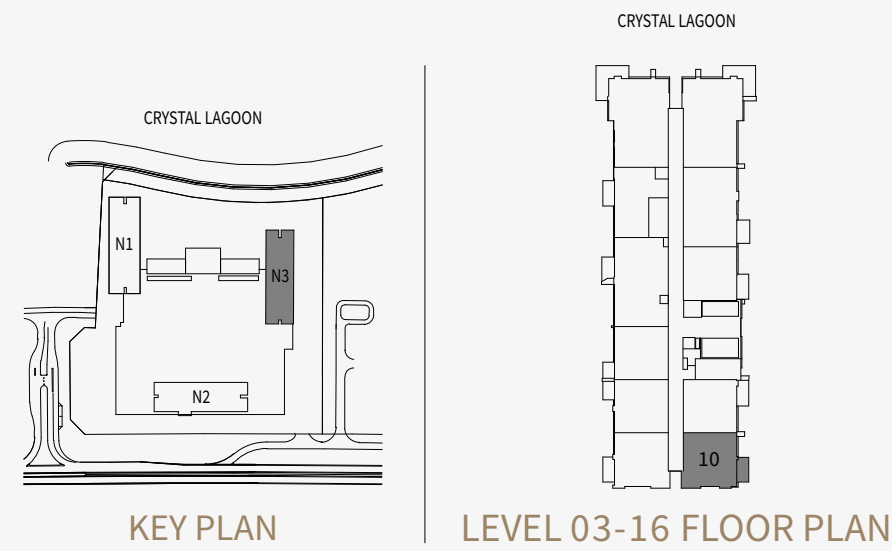 CRYSTAL LAGOON
N1
N3
N2
KEY PLAN
CRYSTAL LAGOON
10
LEVEL 03-16 FLOOR PLAN